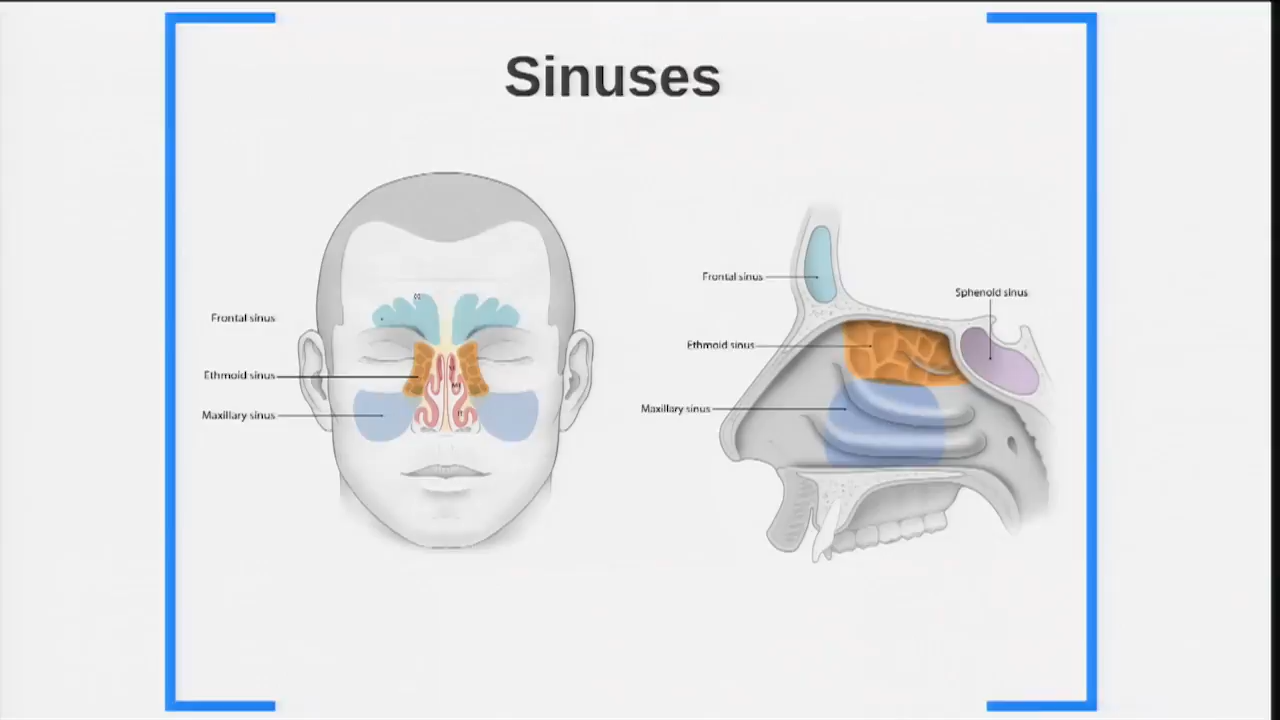 Sinuses
Frontal sinus
Ethmoid sinus
Maxillary sinus
Frontal sinus
Sphenoid sinus
Ethmoid sinus
Maxillary sinus